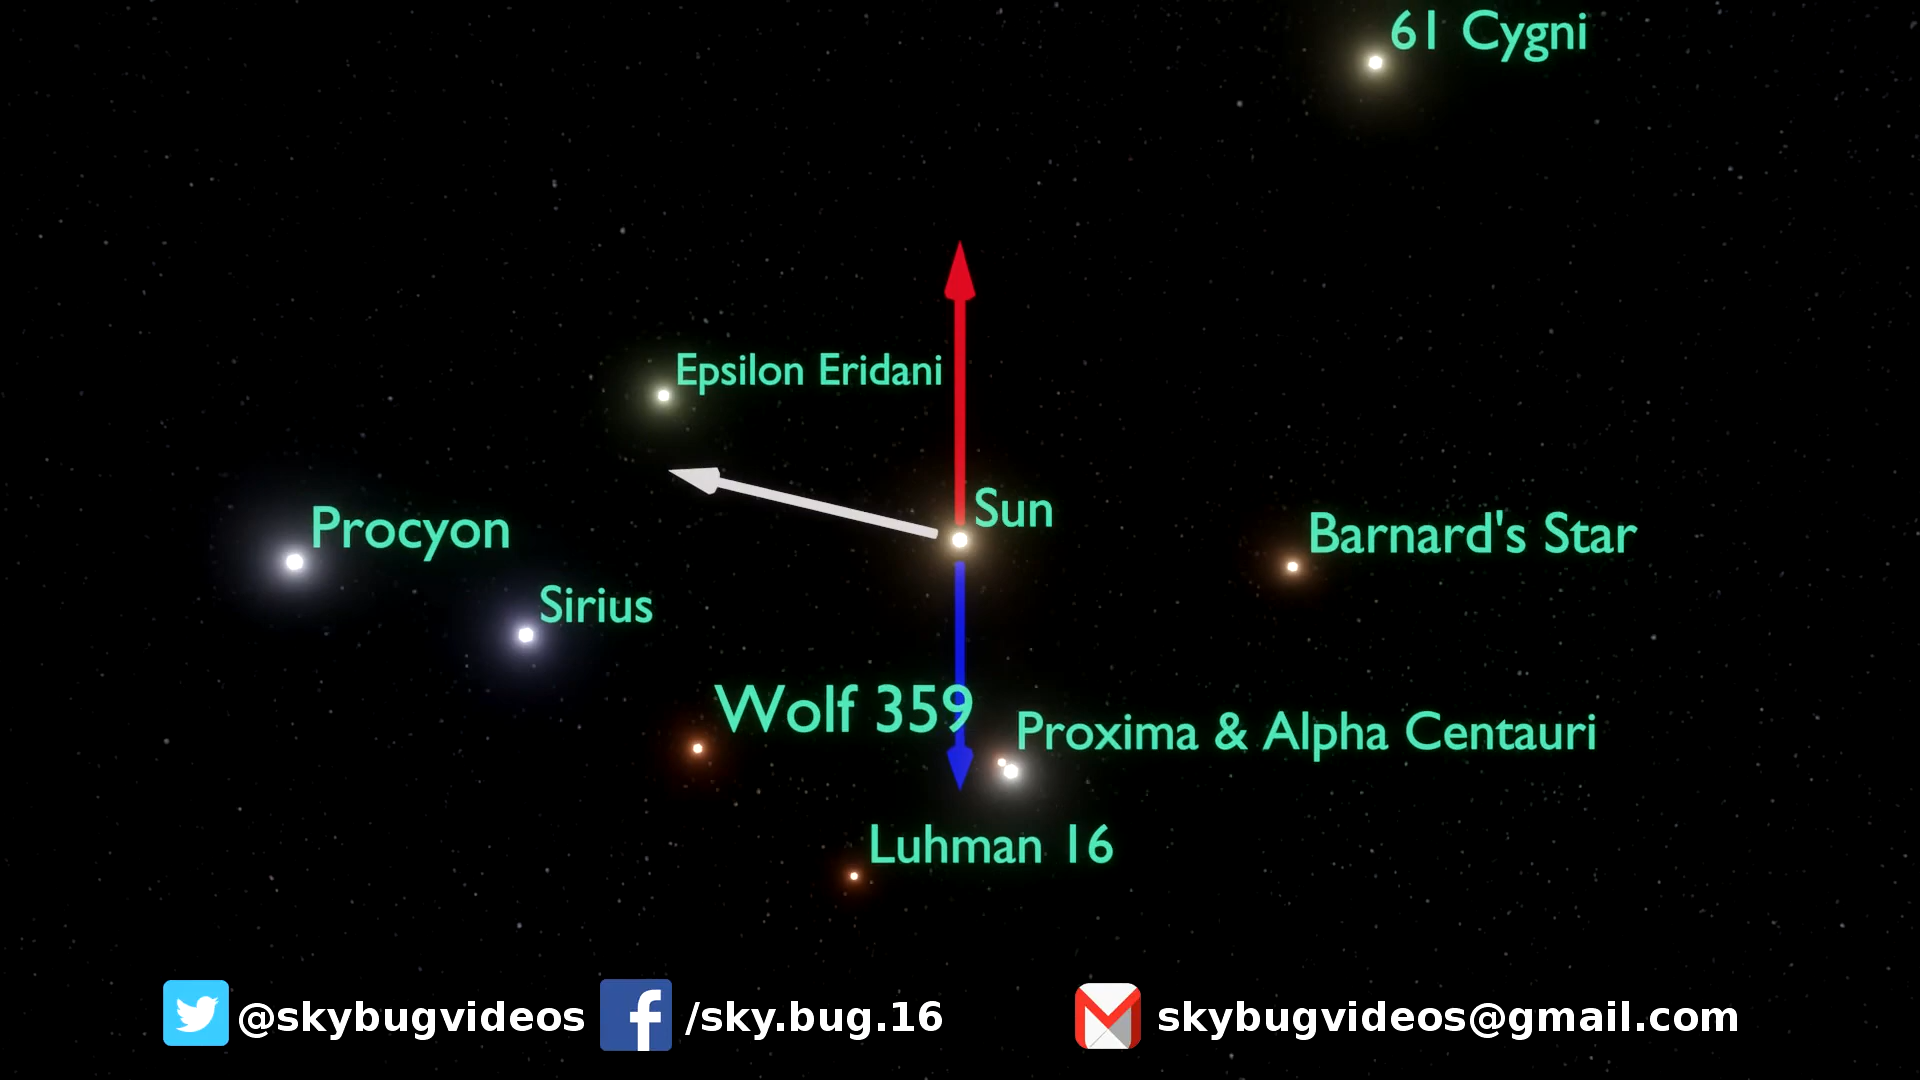 61 Cygni
Epsilon Eridani
Sun
Procyon
Barnard's Star
Sirius
Wolf 359
Proxima & Alpha Centauri
Luhman 16
@skybugvideos
/sky.bug.16
skybugvideos@gmail.com